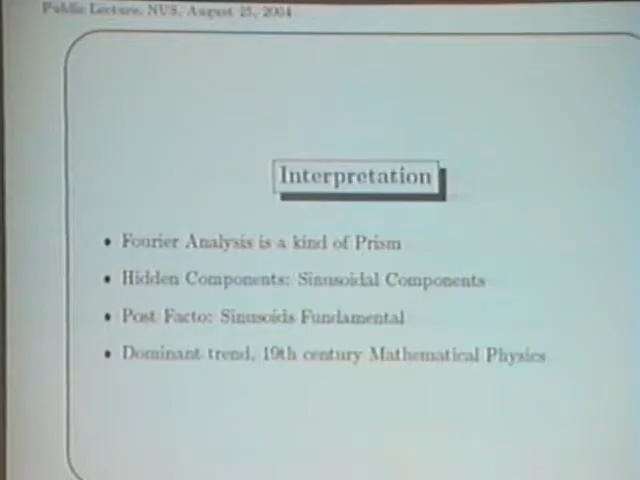 Public Lecture, NUS, August 25, 2004
Interpretation
• Fourier Analysis is a kind of Prism
• Hidden Components: Sinusoidal Components
• Post Facto: Sinusoids Fundamental
• Dominant trend, 19th century Mathematical Physics